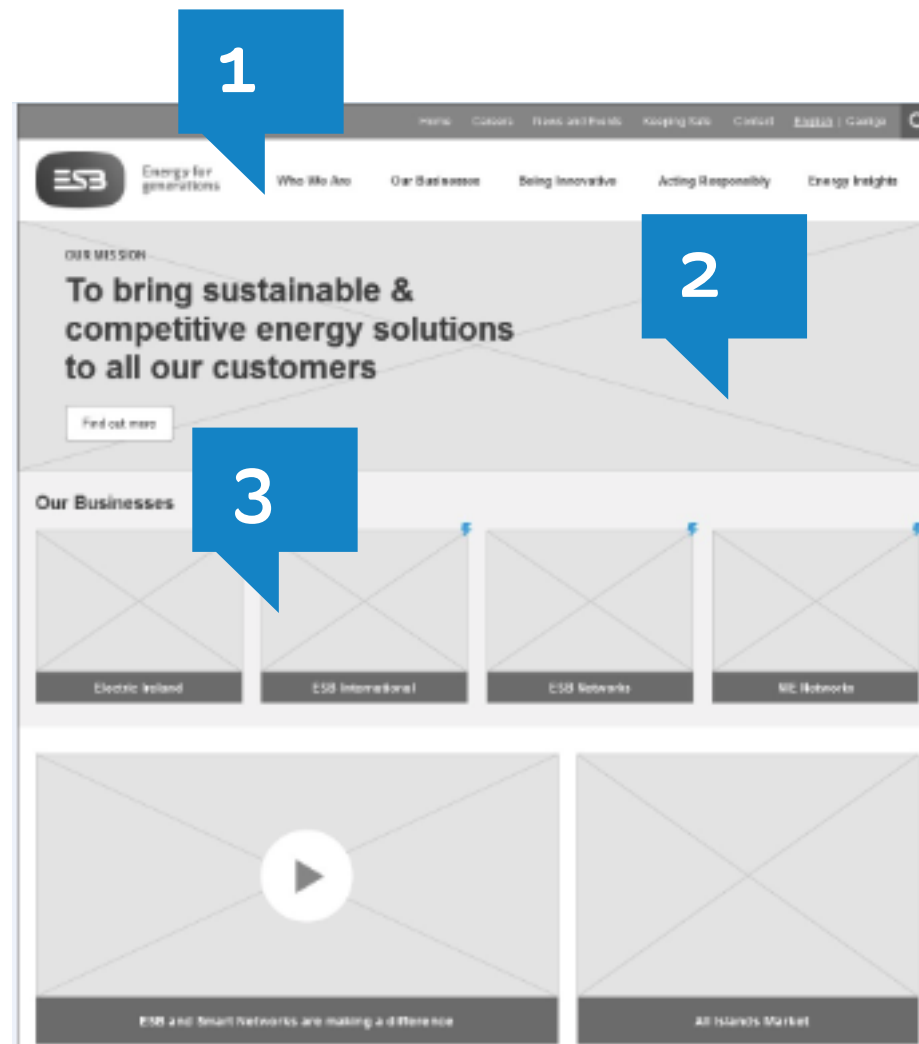 1
Home Careers News and Events Keeping Safe Contact English | Gaeilge
ESB
Energy for
generations
Who We Are Our Businesses Being Innovative Acting Responsibly Energy Insights
OUR MISSION
To bring sustainable &
competitive energy solutions
to all our customers
2
Find out more
3
Our Businesses
Electric Ireland ESB International ESB Networks NIE Networks
ESB and Smart Networks are making a difference
All Islands Market